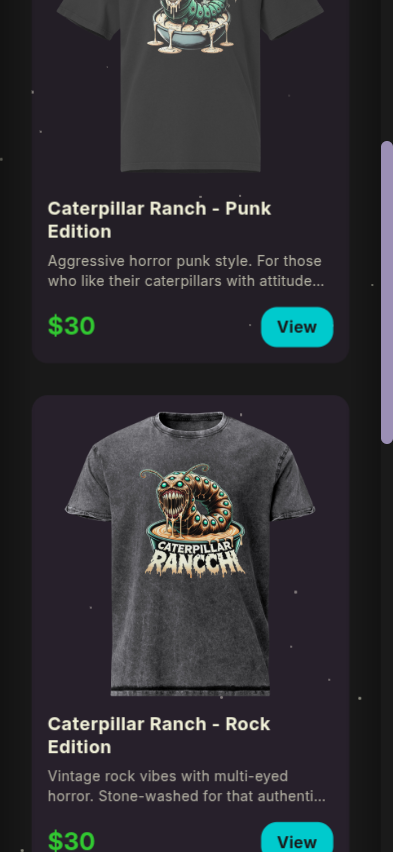 Caterpillar Ranch - Punk
Edition
Aggressive horror punk style. For those
who like their caterpillars with attitude...
$30
View
CATERPILLAR
RANCCH
Caterpillar Ranch - Rock
Edition
Vintage rock vibes with multi-eyed
horror. Stone-washed for that authenti...
$30
View